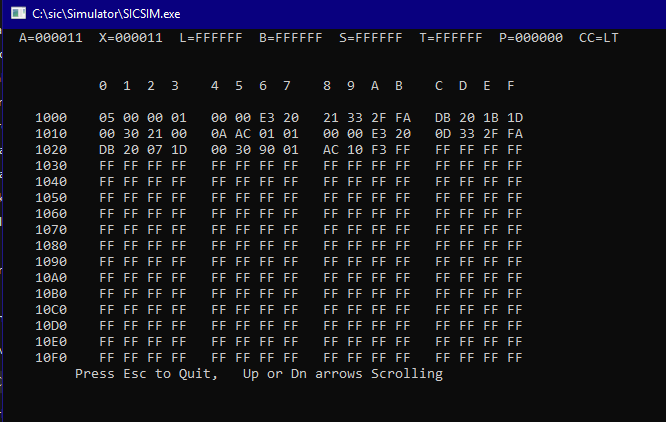 C:\sic\Simulator\SICSIM.exe
A=000011 X=000011 L=FFFFFF B=FFFFFF S=FFFFFF T=FFFFFF P=000000 CC=LT
0 1 2 3 4 5 6 7 8 9 A B C D E F
1000 05 00 00 01 00 00 E3 20 21 33 2F FA DB 20 1B 1D
1010 00 30 21 00 0A AC 01 01 00 00 E3 20 0D 33 2F FA
1020 DB 20 07 1D 00 30 90 01 AC 10 F3 FF FF FF FF FF
1030 FF FF FF FF FF FF FF FF FF FF FF FF FF FF FF FF
1040 FF FF FF FF FF FF FF FF FF FF FF FF FF FF FF FF
1050 FF FF FF FF FF FF FF FF FF FF FF FF FF FF FF FF
1060 FF FF FF FF FF FF FF FF FF FF FF FF FF FF FF FF
1070 FF FF FF FF FF FF FF FF FF FF FF FF FF FF FF FF
1080 FF FF FF FF FF FF FF FF FF FF FF FF FF FF FF FF
1090 FF FF FF FF FF FF FF FF FF FF FF FF FF FF FF FF
10A0 FF FF FF FF FF FF FF FF FF FF FF FF FF FF FF FF
10B0 FF FF FF FF FF FF FF FF FF FF FF FF FF FF FF FF
10C0 FF FF FF FF FF FF FF FF FF FF FF FF FF FF FF FF
10D0 FF FF FF FF FF FF FF FF FF FF FF FF FF FF FF FF
10E0 FF FF FF FF FF FF FF FF FF FF FF FF FF FF FF FF
10F0 FF FF FF FF FF FF FF FF FF FF FF FF FF FF FF FF
Press Esc to Quit, Up or Dn arrows Scrolling